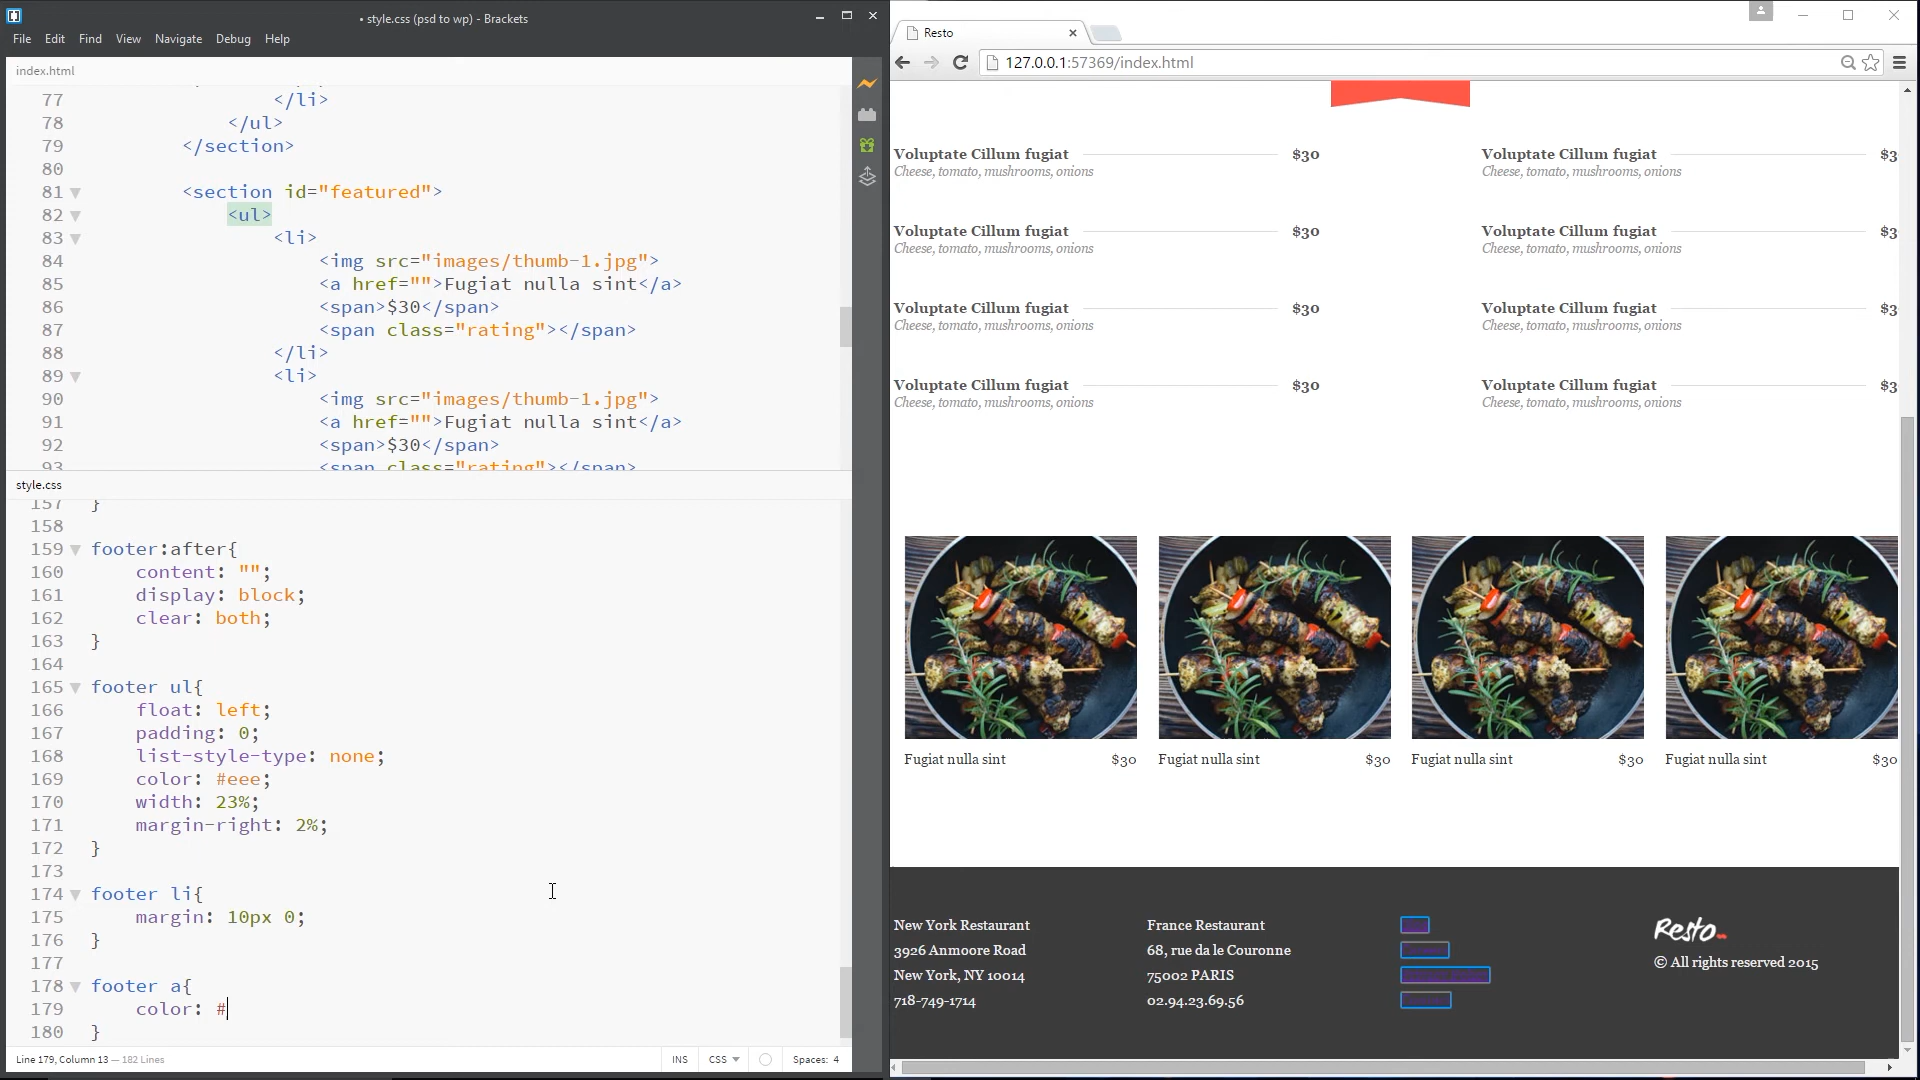 • style.css (psd to wp) - Brackets
File Edit Find View Navigate Debug Help
index.html
77 </li>
78 </ul>
79 </section>
80
81 <section id="featured">
82 <ul>
83 <li>
84 <img src="images/thumb-1.jpg">
85 <a href="">Fugiat nulla sint</a>
86 <span>$30</span>
87 <span class="rating"></span>
88 </li>
89 <li>
90 <img src="images/thumb-1.jpg">
91 <a href="">Fugiat nulla sint</a>
92 <span>$30</span>
93 <span class="rating"></span>
style.css
157 }
158
159 footer:after{
160 content: "";
161 display: block;
162 clear: both;
163 }
164
165 footer ul{
166 float: left;
167 padding: 0;
168 list-style-type: none;
169 color: #eee;
170 width: 23%;
171 margin-right: 2%;
172 }
173
174 footer li{
175 margin: 10px 0;
176 }
177
178 footer a{
179 color: #
180 }
Line 179, Column 13 — 182 Lines
INS CSS Spaces: 4
Resto
127.0.0.1:57369/index.html
Voluptate Cillum fugiat $30 Voluptate Cillum fugiat $3
Cheese, tomato, mushrooms, onions Cheese, tomato, mushrooms, onions
Voluptate Cillum fugiat $30 Voluptate Cillum fugiat $3
Cheese, tomato, mushrooms, onions Cheese, tomato, mushrooms, onions
Voluptate Cillum fugiat $30 Voluptate Cillum fugiat $3
Cheese, tomato, mushrooms, onions Cheese, tomato, mushrooms, onions
Voluptate Cillum fugiat $30 Voluptate Cillum fugiat $3
Cheese, tomato, mushrooms, onions Cheese, tomato, mushrooms, onions
Fugiat nulla sint $30 Fugiat nulla sint $30 Fugiat nulla sint $30 Fugiat nulla sint $30
New York Restaurant
3926 Anmoore Road
New York, NY 10014
718-749-1714
France Restaurant
68, rue da le Couronne
75002 PARIS
02.94.23.69.56
Resto
© All rights reserved 2015